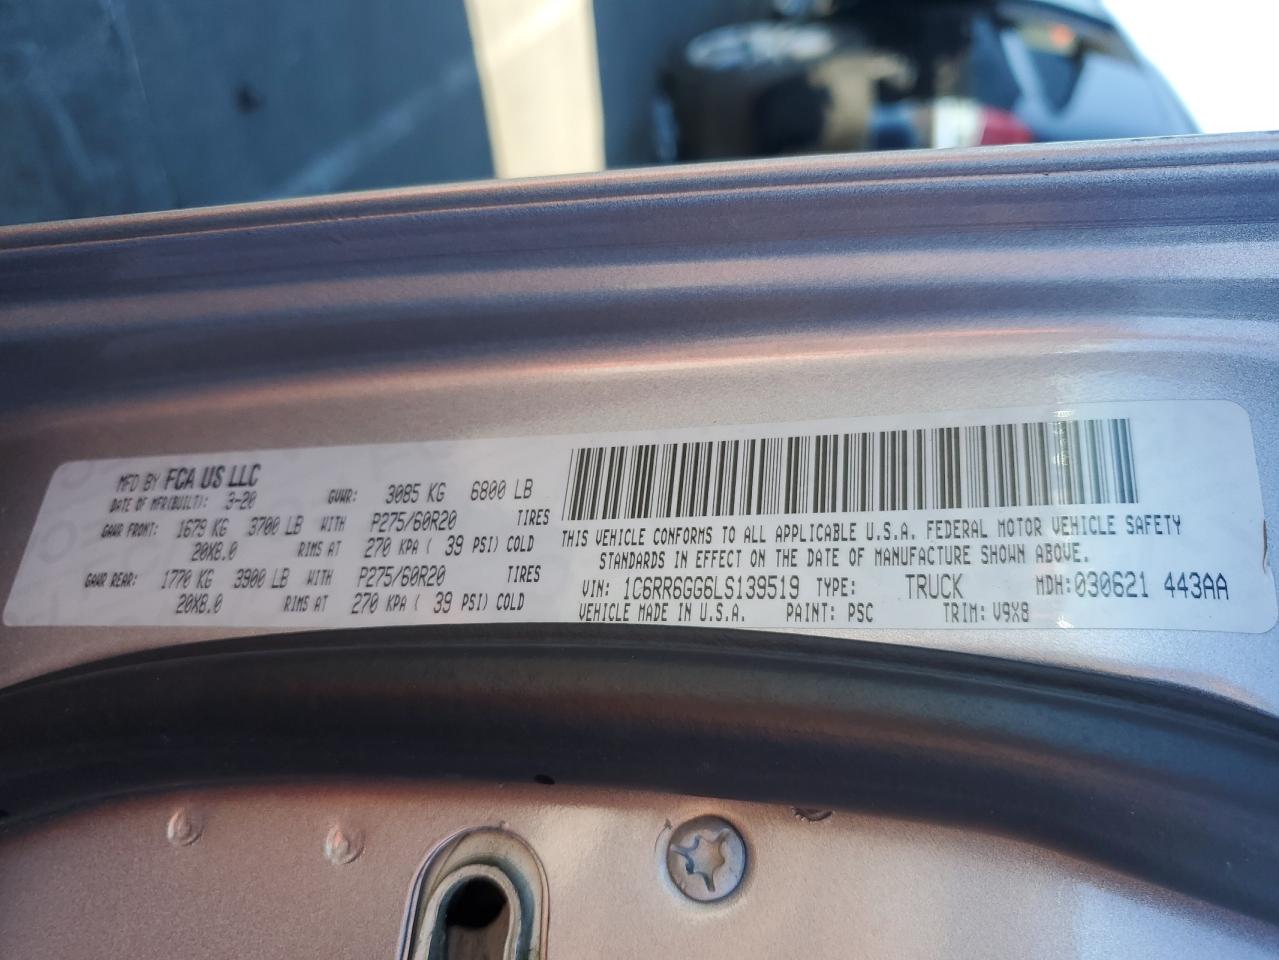 MFD BY FCA US LLC
DATE OF MFR(BUILT): 3-20 GVWR: 3085 KG 6800 LB
GAWR FRONT: 1679 KG 3700 LB WITH P275/60R20 TIRES
20X8.0 RIMS AT 270 KPA ( 39 PSI) COLD
GAWR REAR: 1770 KG 3900 LB WITH P275/60R20 TIRES
20X8.0 RIMS AT 270 KPA ( 39 PSI) COLD
THIS VEHICLE CONFORMS TO ALL APPLICABLE U.S.A. FEDERAL MOTOR VEHICLE SAFETY
STANDARDS IN EFFECT ON THE DATE OF MANUFACTURE SHOWN ABOVE.
VIN: 1C6RR6GG6LS139519 TYPE: TRUCK MDH:030621 443AA
VEHICLE MADE IN U.S.A. PAINT: PSC TRIM: V9X8